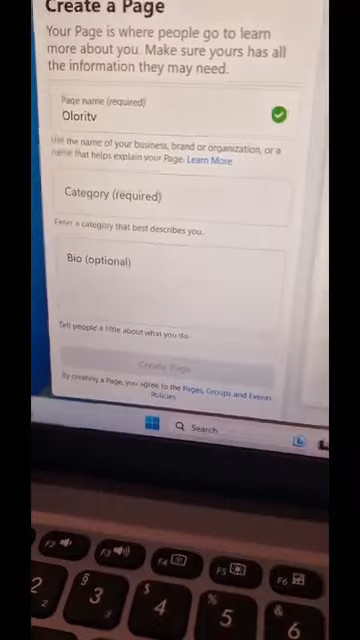 Create a Page
Your Page is where people go to learn
more about you. Make sure yours has all
the information they may need.
Page name (required)
Oloritv
Use the name of your business, brand or organization, or a
name that helps explain your Page. Learn More
Category (required)
Enter a category that best describes you.
Bio (optional)
Tell people a little about what you do.
Create Page
By creating a Page, you agree to the Pages, Groups and Events
Policies
Search
F2 F3 F4 F5 F6
2 2 § 3 3 $ 4 % 5 & 6